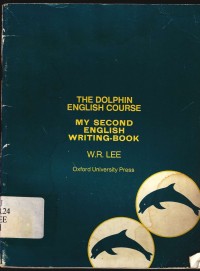 THE DOLPHIN
ENGLISH COURSE
MY SECOND
ENGLISH
WRITING-BOOK
W.R. LEE
Oxford University Press